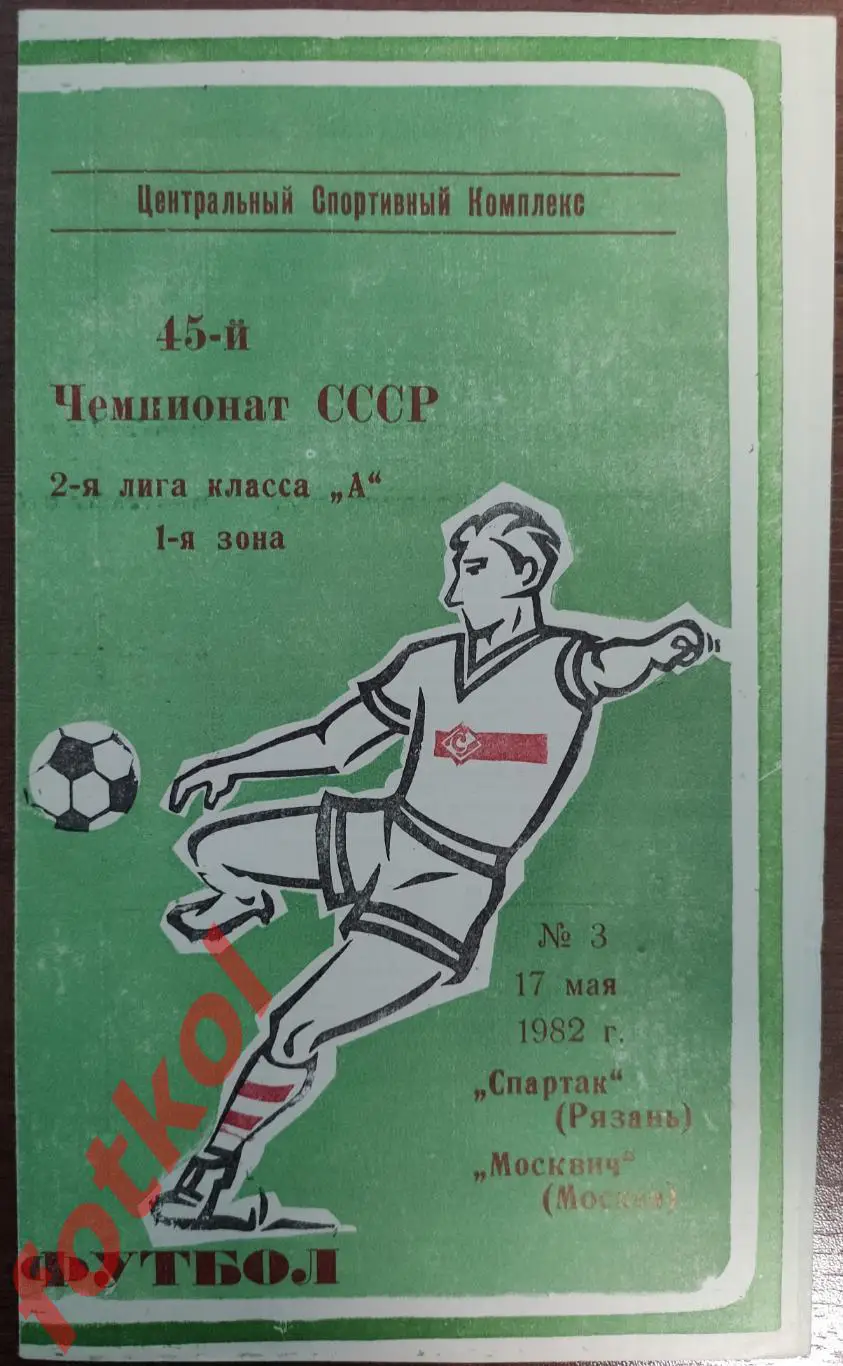 Центральный Спортивный Комплекс
45-й
Чемпионат СССР
2-я лига класса „А“
1-я зона
С
№ 3
17 мая
1982 г.
„Спартак“
(Рязань)
„Москвич“
(Москва)
ФУТБОЛ
fotkol